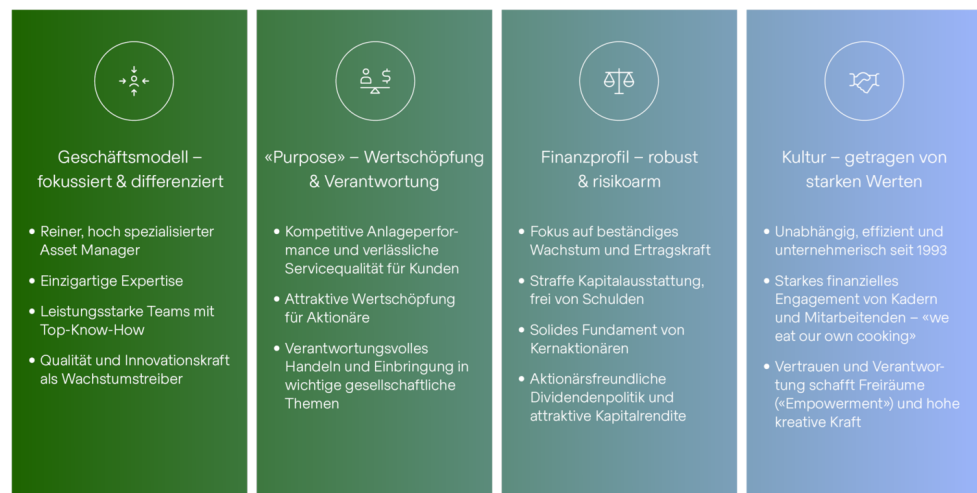 Geschäftsmodell –
fokussiert & differenziert
• Reiner, hoch spezialisierter
Asset Manager
• Einzigartige Expertise
• Leistungsstarke Teams mit
Top-Know-How
• Qualität und Innovationskraft
als Wachstumstreiber
$
«Purpose» – Wertschöpfung
& Verantwortung
• Kompetitive Anlageperfor-
mance und verlässliche
Servicequalität für Kunden
• Attraktive Wertschöpfung
für Aktionäre
• Verantwortungsvolles
Handeln und Einbringung in
wichtige gesellschaftliche
Themen
Finanzprofil – robust
& risikoarm
• Fokus auf beständiges
Wachstum und Ertragskraft
• Straffe Kapitalausstattung,
frei von Schulden
• Solides Fundament von
Kernaktionären
• Aktionärsfreundliche
Dividendenpolitik und
attraktive Kapitalrendite
Kultur – getragen von
starken Werten
• Unabhängig, effizient und
unternehmerisch seit 1993
• Starkes finanzielles
Engagement von Kadern
und Mitarbeitenden – «we
eat our own cooking»
• Vertrauen und Verantwor-
tung schafft Freiräume
(«Empowerment») und hohe
kreative Kraft